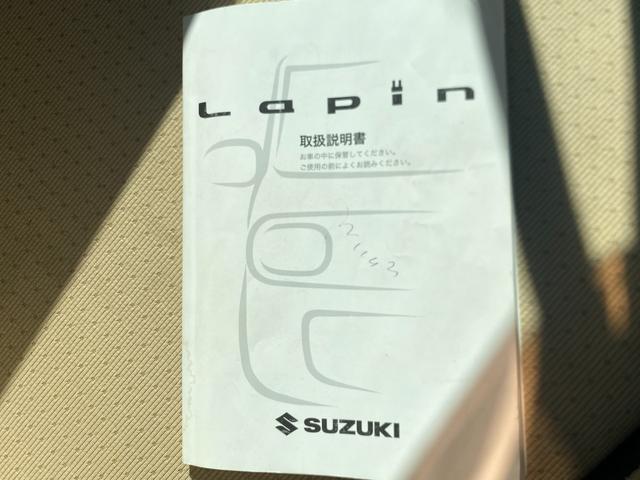 Lapin
取扱説明書
お車の中に保管してください。
ご使用の前によくお読みください。
SUZUKI